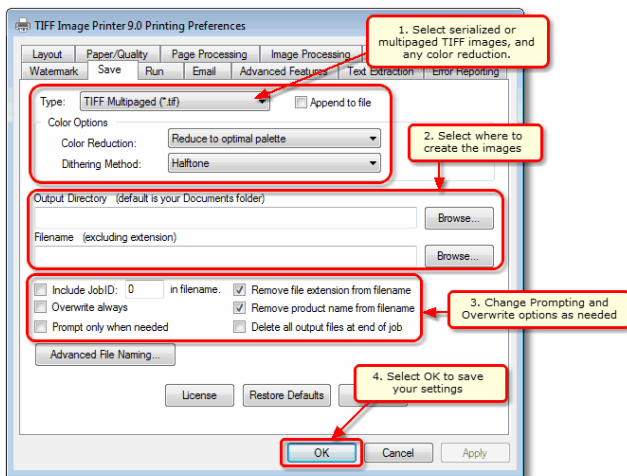 TIFF Image Printer 9.0 Printing Preferences
1. Select serialized or
multipaged TIFF images, and
any color reduction.
Layout Paper/Quality Page Processing Image Processing
Watermark Save Run Email Advanced Features Text Extraction Error Reporting
Type: TIFF Multipaged (*.tif) Append to file
Color Options
Color Reduction: Reduce to optimal palette
Dithering Method: Halftone
2. Select where to
create the images
Output Directory (default is your Documents folder)
Browse...
Filename (excluding extension)
Browse...
Include JobID: 0 in filename. Remove file extension from filename
Overwrite always Remove product name from filename
Prompt only when needed Delete all output files at end of job
3. Change Prompting and
Overwrite options as needed
Advanced File Naming...
4. Select OK to save
your settings
License Restore Defaults
OK Cancel Apply